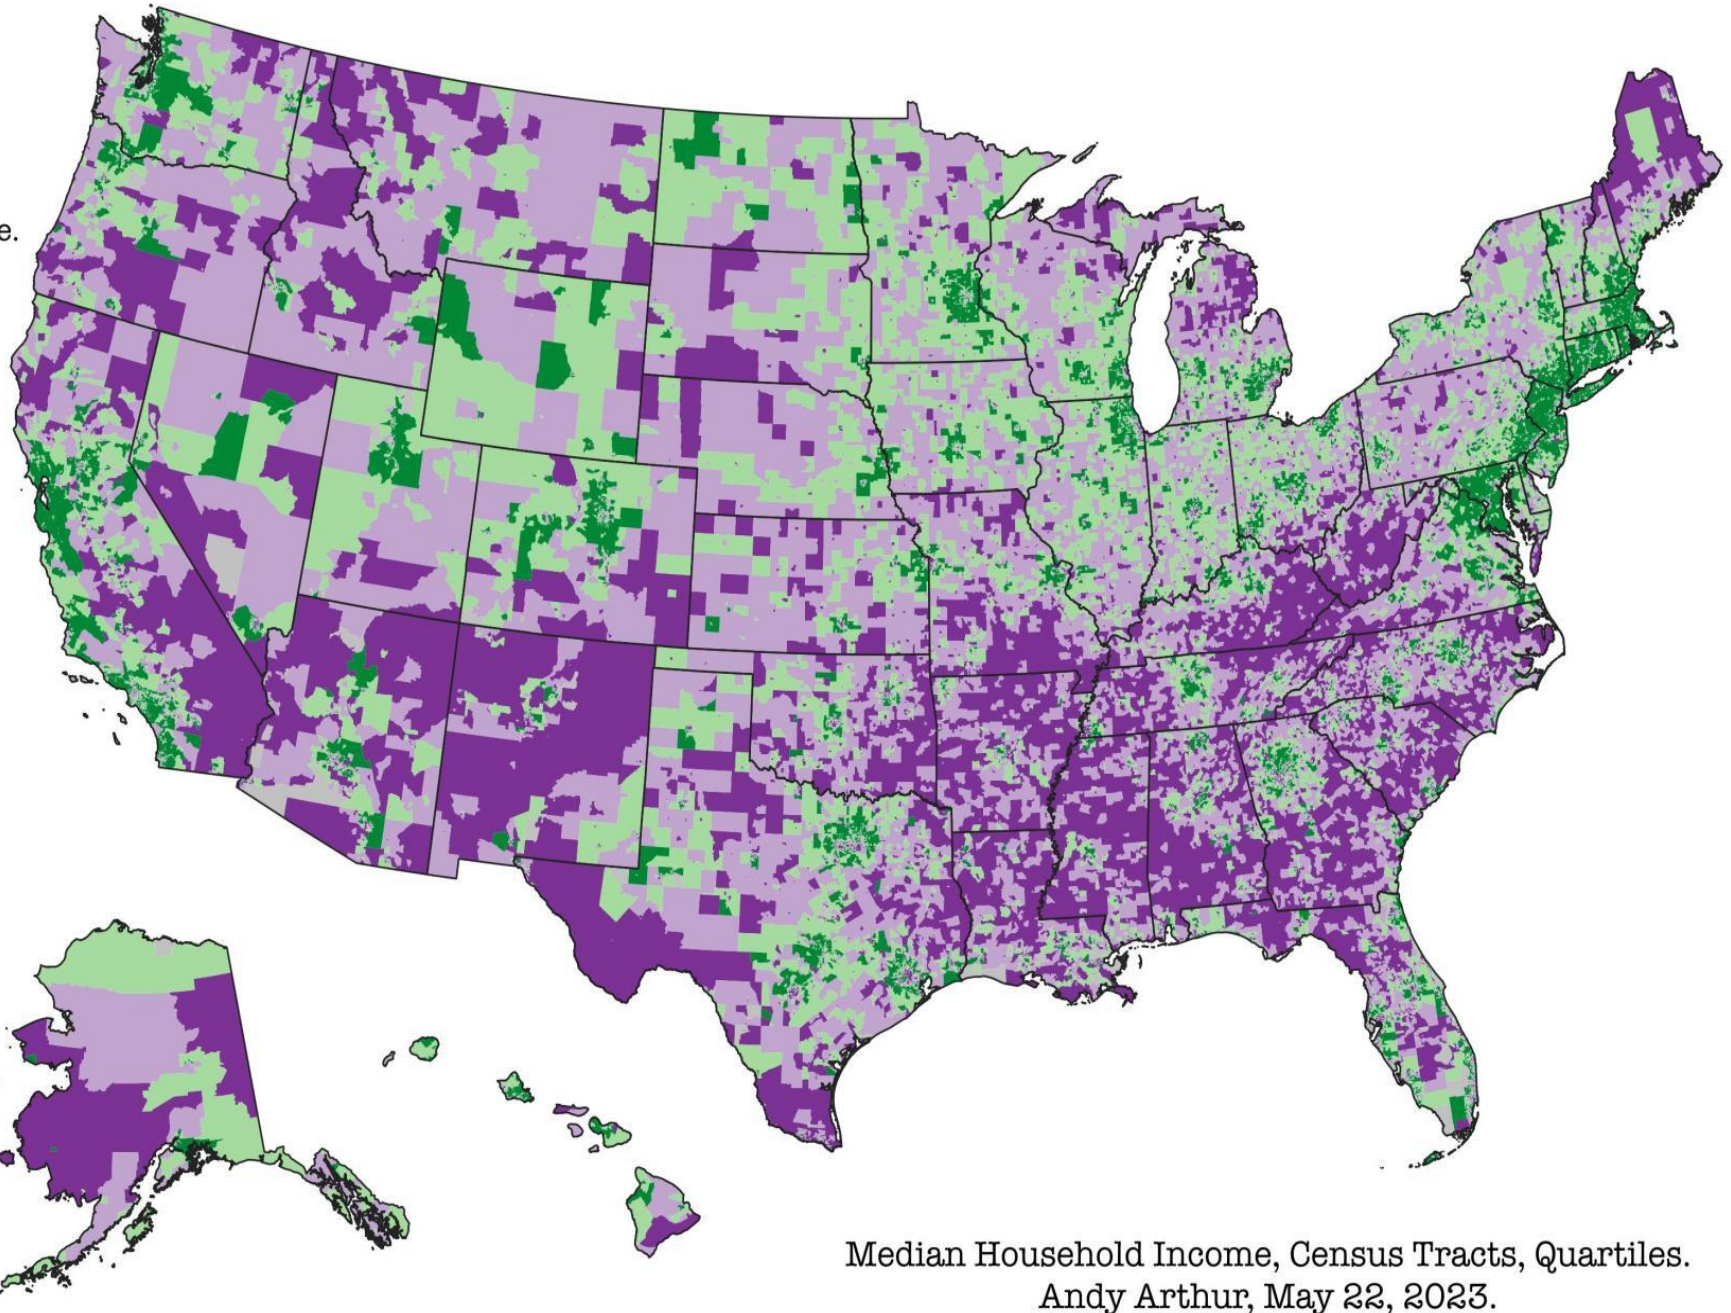 e.
Median Household Income, Census Tracts, Quartiles.
Andy Arthur, May 22, 2023.